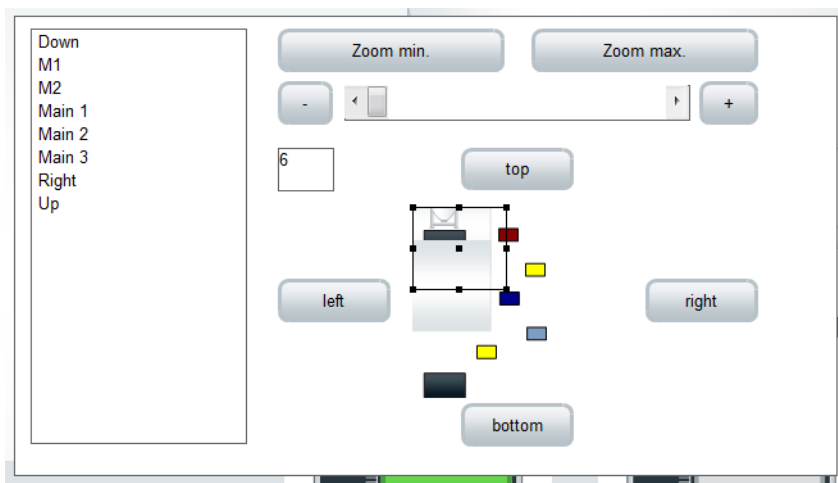 Down
M1
M2
Main 1
Main 2
Main 3
Right
Up
Zoom min.
Zoom max.
-
+
6
top
left
right
bottom